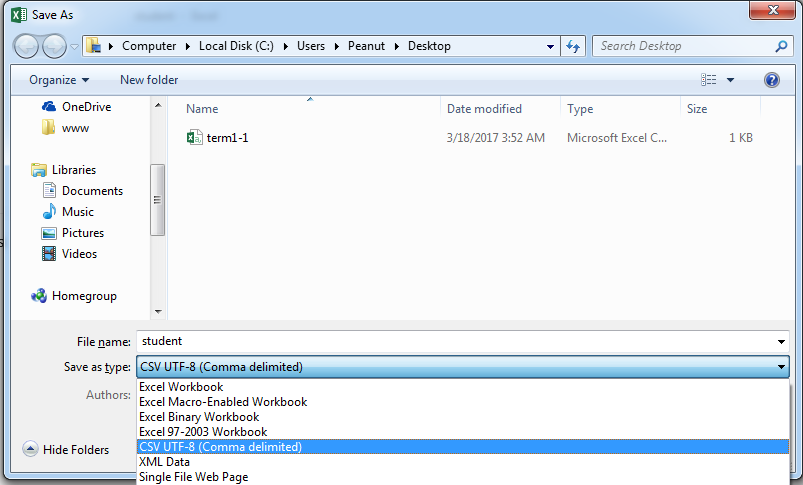 Save As
Computer Local Disk (C:) Users Peanut Desktop
Search Desktop
Organize New folder
OneDrive
www
Libraries
Documents
Music
Pictures
Videos
Homegroup
Name Date modified Type Size
term1-1 3/18/2017 3:52 AM Microsoft Excel C... 1 KB
File name: student
Save as type: CSV UTF-8 (Comma delimited)
Authors:
Excel Workbook
Excel Macro-Enabled Workbook
Excel Binary Workbook
Excel 97-2003 Workbook
CSV UTF-8 (Comma delimited)
XML Data
Single File Web Page
Hide Folders